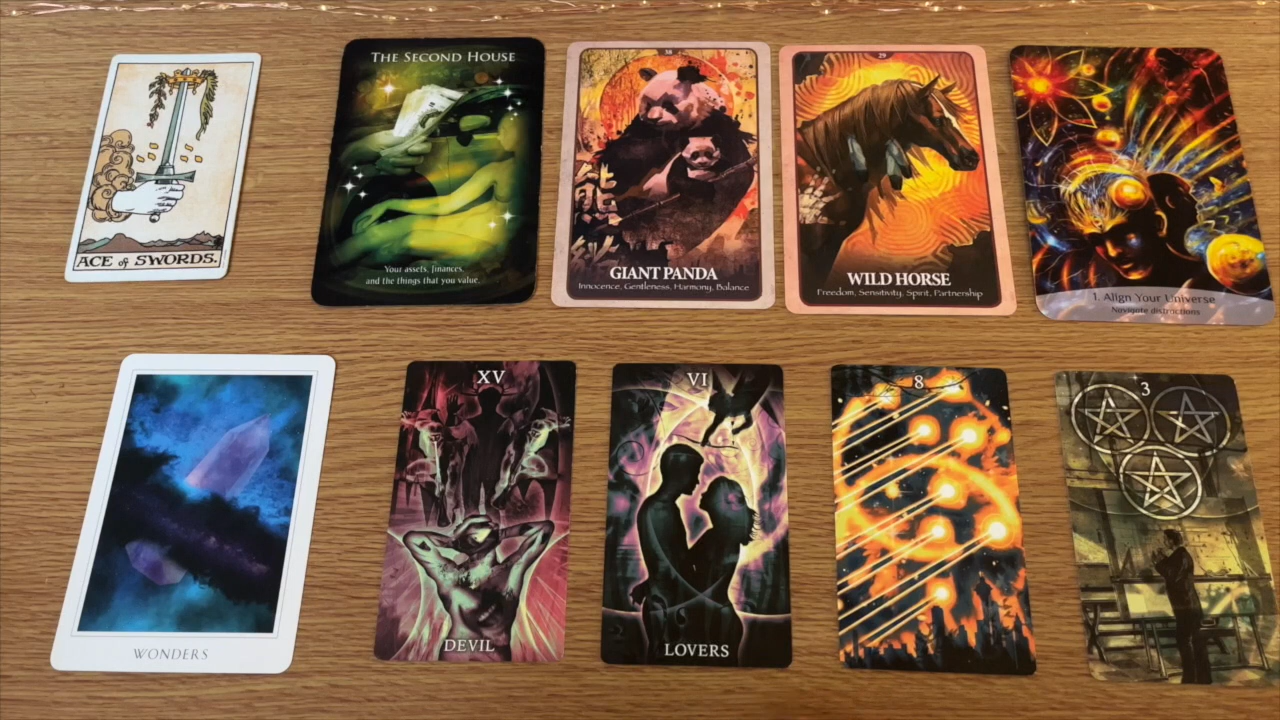 ACE of SWORDS.
THE SECOND HOUSE
Your assets, finances,
and the things that you value.
38
熊
GIANT PANDA
Innocence, Gentleness, Harmony, Balance
29
WILD HORSE
Freedom, Sensitivity, Spirit, Partnership
1. Align Your Universe
Navigate distractions
WONDERS
XV
DEVIL
VI
LOVERS
8
3